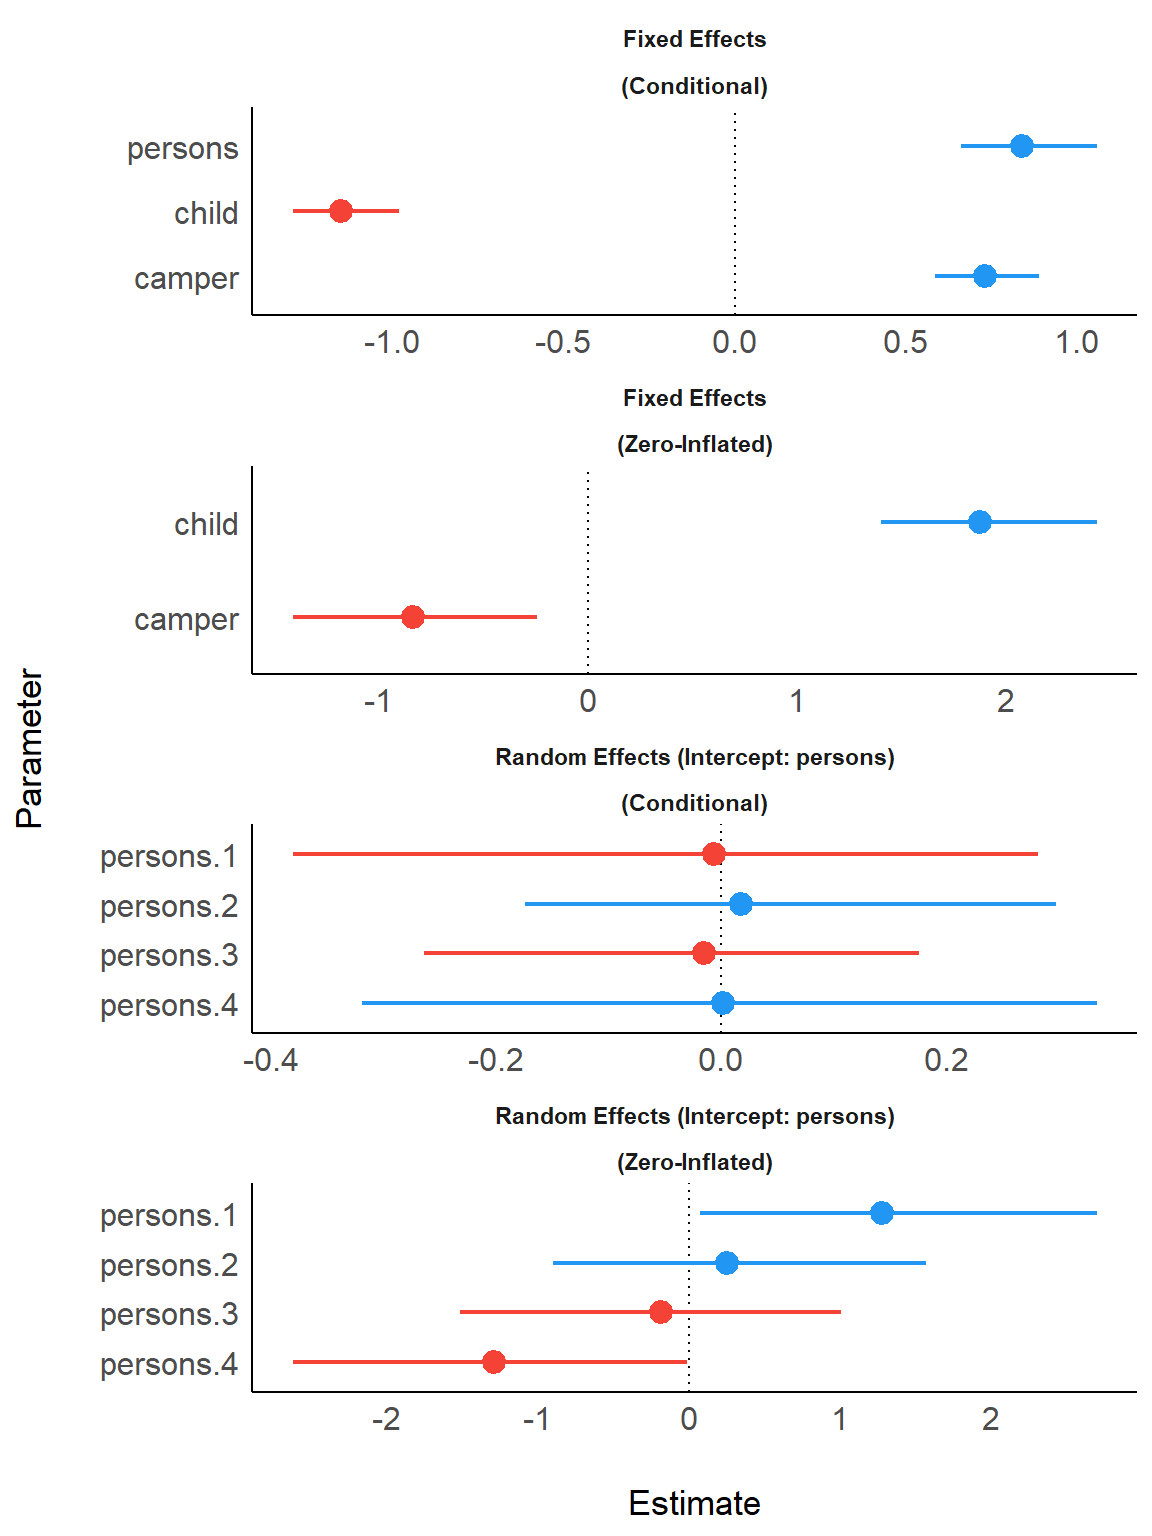 Fixed Effects
(Conditional)
persons
child
camper
-1.0 -0.5 0.0 0.5 1.0
Fixed Effects
(Zero-Inflated)
child
camper
-1 0 1 2
Parameter
Random Effects (Intercept: persons)
(Conditional)
persons.1
persons.2
persons.3
persons.4
-0.4 -0.2 0.0 0.2
Random Effects (Intercept: persons)
(Zero-Inflated)
persons.1
persons.2
persons.3
persons.4
-2 -1 0 1 2
Estimate